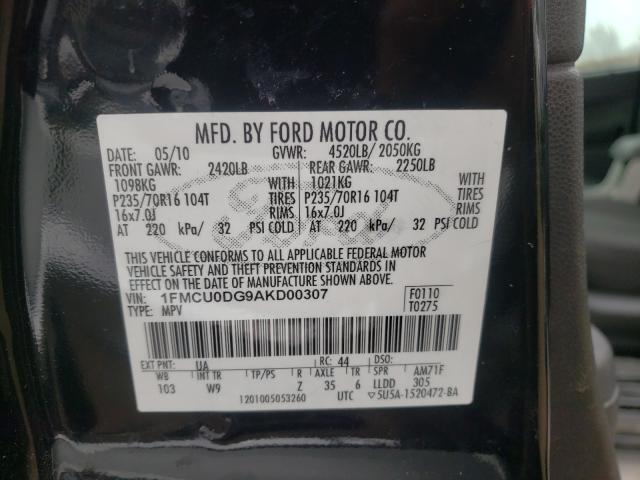 MFD. BY FORD MOTOR CO.
DATE: 05/10 GVWR: 4520LB/ 2050KG
FRONT GAWR: 2420LB REAR GAWR: 2250LB
1098KG WITH 1021KG WITH
P235/70R16 104T TIRES P235/70R16 104T TIRES
16x7.0J RIMS 16x7.0J RIMS
AT 220 kPa/ 32 PSI COLD AT 220 kPa/ 32 PSI COLD
THIS VEHICLE CONFORMS TO ALL APPLICABLE FEDERAL MOTOR
VEHICLE SAFETY AND THEFT PREVENTION STANDARDS IN
EFFECT ON THE DATE OF MANUFACTURE SHOWN ABOVE.
VIN: 1FMCU0DG9AKD00307 F0110
TYPE: MPV T0275
EXT PNT: UA RC: 44 DSO:
WB INT TR TP/PS R AXLE TR SPR AM71F
103 W9 Z 35 6 LLDD 305
1201005053260 UTC ▽5U5A-1520472-BA
Ford